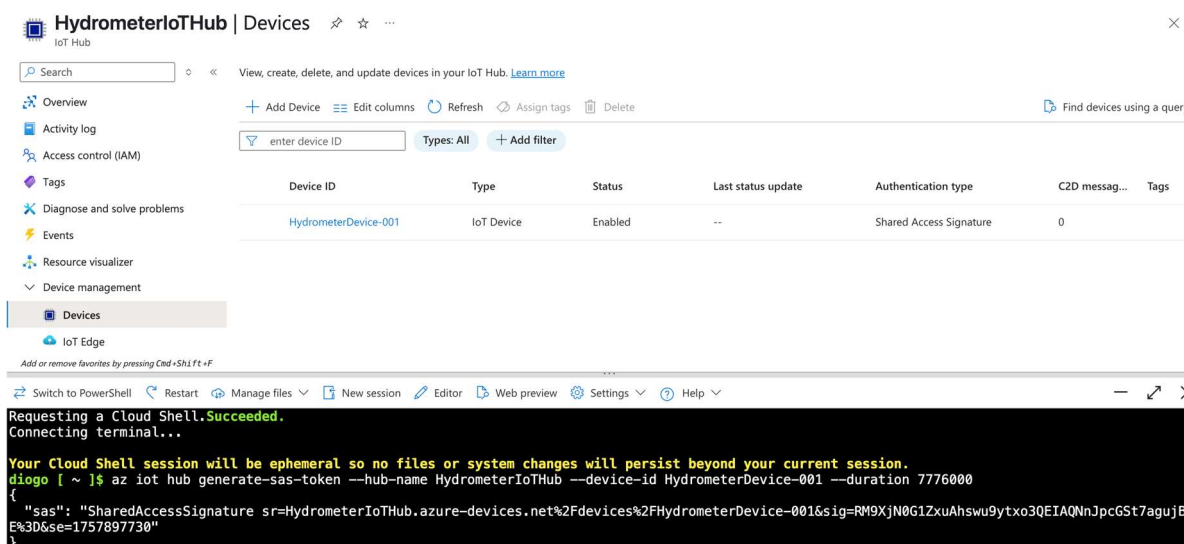 HydrometerIoTHub | Devices
IoT Hub
Search
View, create, delete, and update devices in your IoT Hub. Learn more
Overview
Activity log
Access control (IAM)
Tags
Diagnose and solve problems
Events
Resource visualizer
Device management
Devices
IoT Edge
Add or remove favorites by pressing Cmd+Shift+F
Add Device Edit columns Refresh Assign tags Delete Find devices using a quer
enter device ID Types: All Add filter
Device ID Type Status Last status update Authentication type C2D messag... Tags
HydrometerDevice-001 IoT Device Enabled -- Shared Access Signature 0
Switch to PowerShell Restart Manage files New session Editor Web preview Settings Help
Requesting a Cloud Shell.Succeeded.
Connecting terminal...
Your Cloud Shell session will be ephemeral so no files or system changes will persist beyond your current session.
diogo [ ~ ]$ az iot hub generate-sas-token --hub-name HydrometerIoTHub --device-id HydrometerDevice-001 --duration 7776000
{
"sas": "SharedAccessSignature sr=HydrometerIoTHub.azure-devices.net%2Fdevices%2FHydrometerDevice-001&sig=RM9XjN0G1ZxuAhswu9ytxo3QEIAQNnJpcGSt7agujB
E%3D&se=1757897730"
}